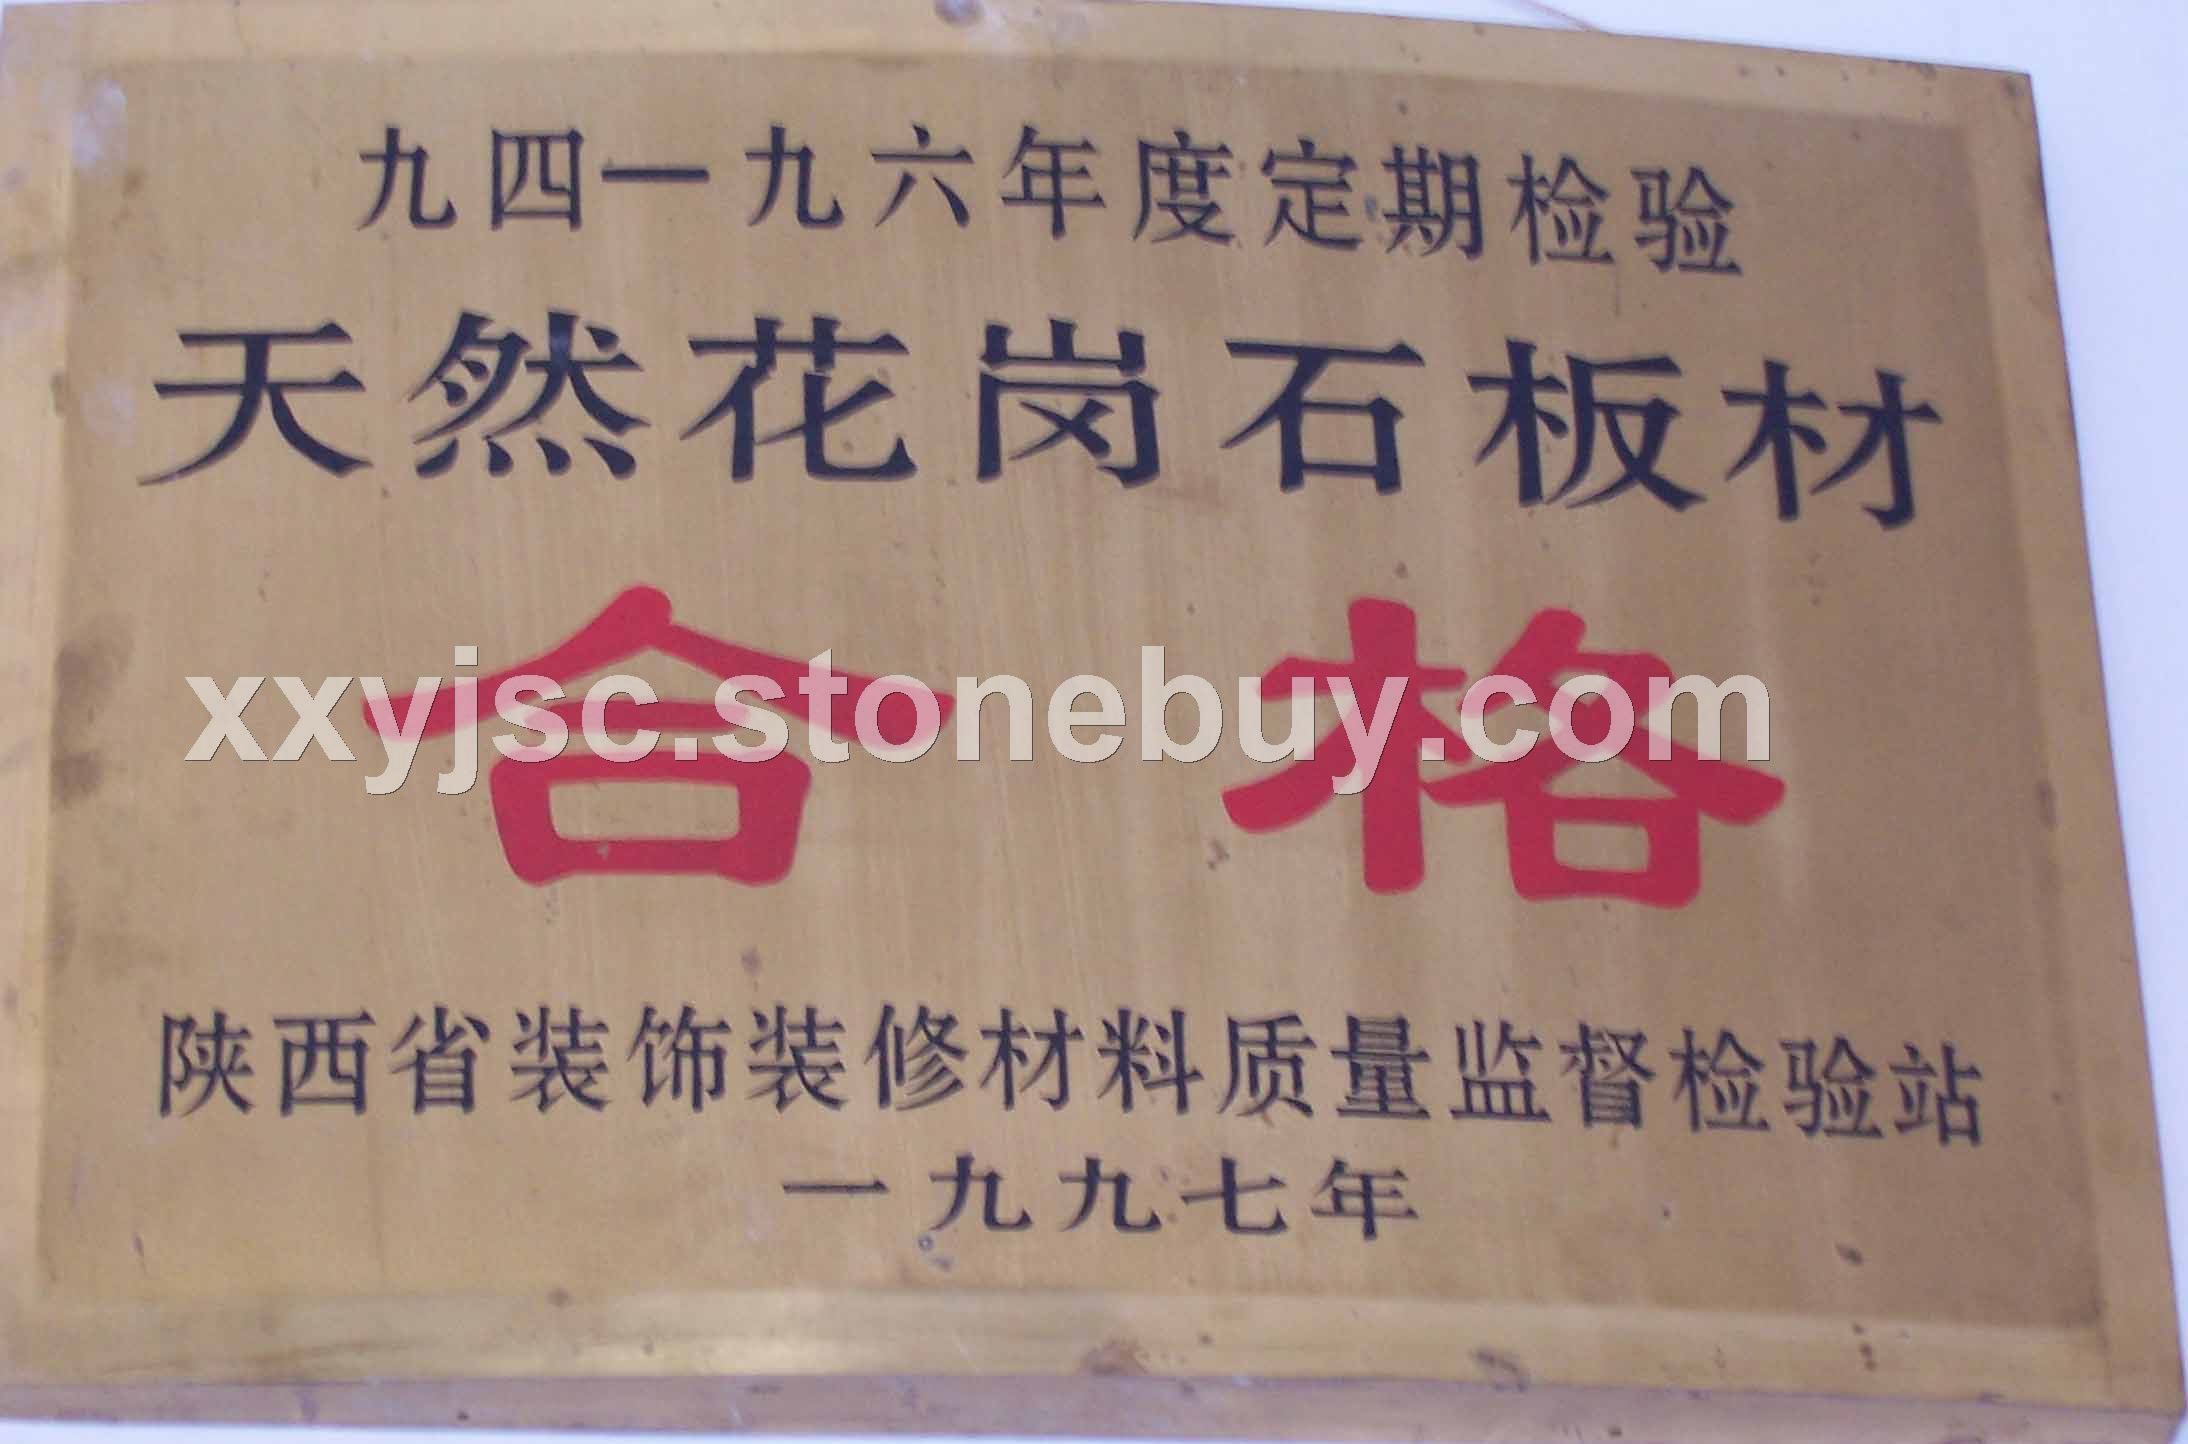 九四一九六年度定期检验
天然花岗石板材
合格
xxyjsc.stonebuy.com
陕西省装饰装修材料质量监督检验站
一九九七年